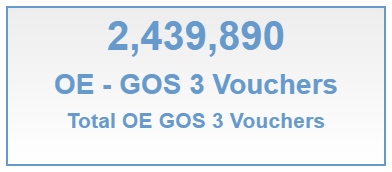 2,439,890
OE - GOS 3 Vouchers
Total OE GOS 3 Vouchers